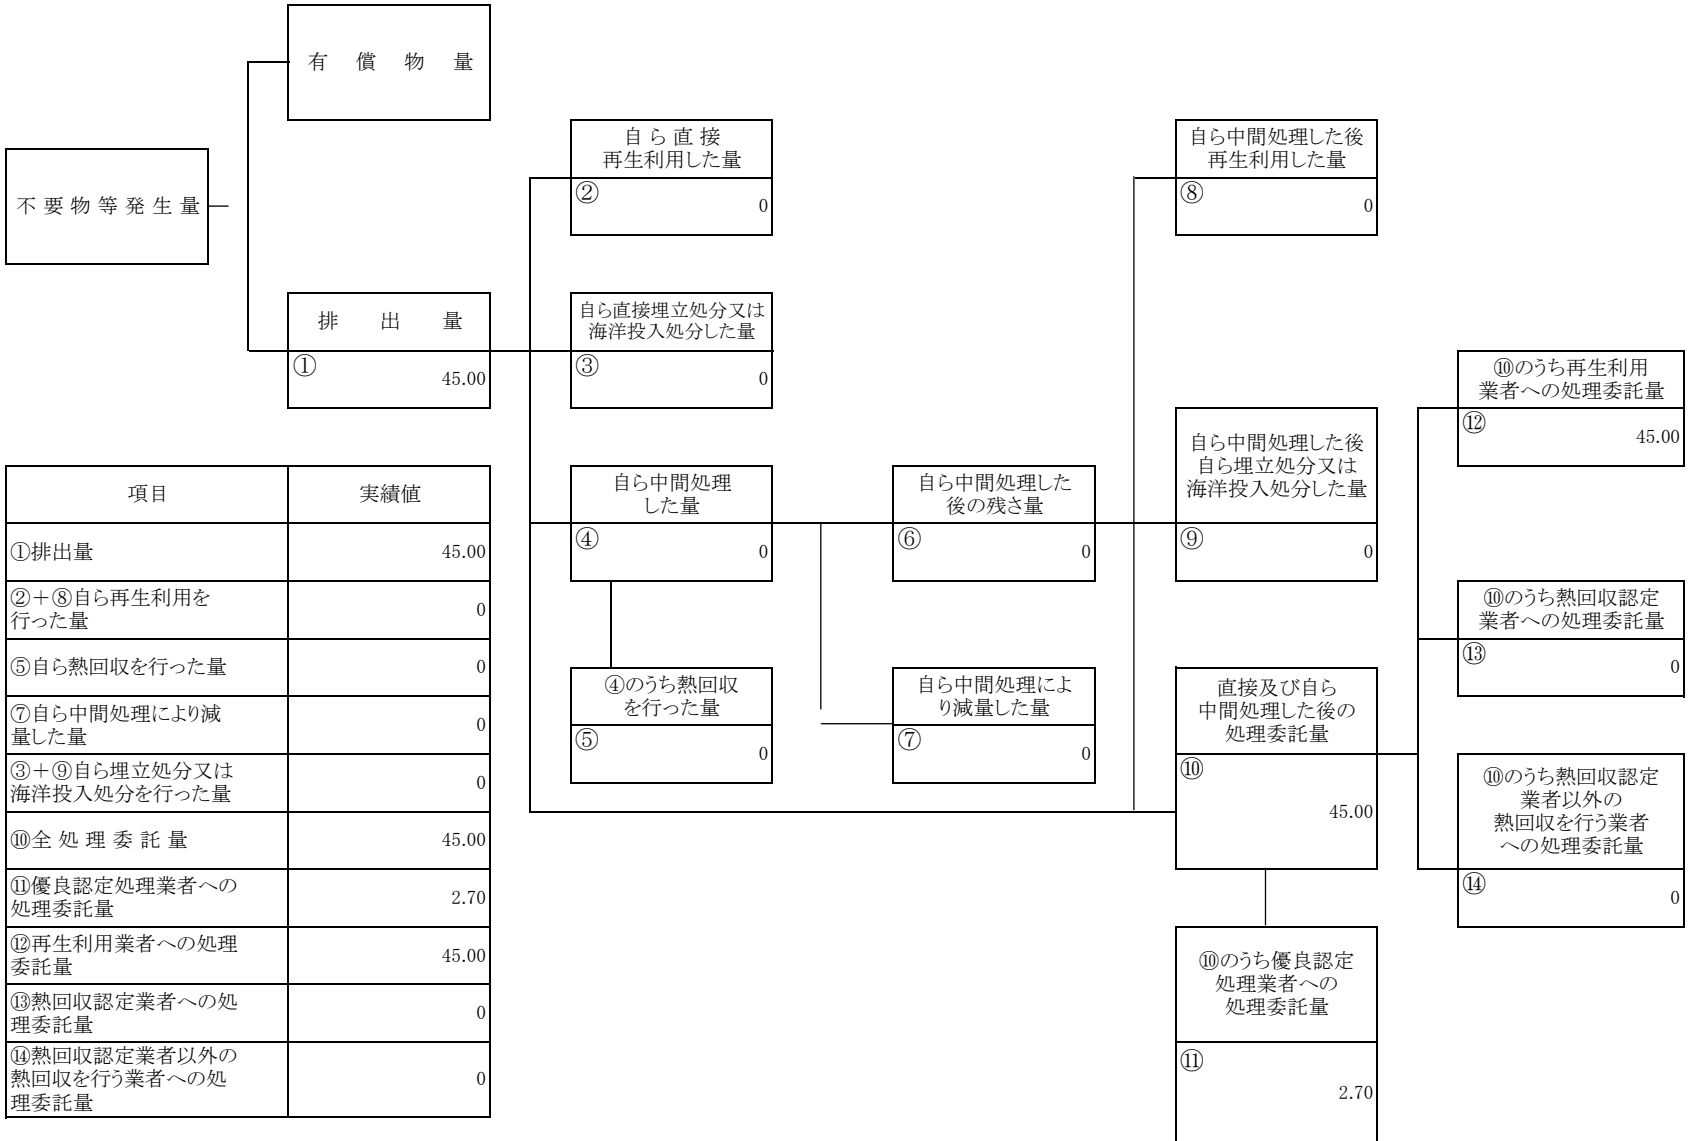 有償物量
不要物等発生量
排出量
①
45.00
自ら直接
再生利用した量
②
0
自ら直接埋立処分又は
海洋投入処分した量
③
0
自ら中間処理
した量
④
0
④のうち熱回収
を行った量
⑤
0
自ら中間処理した
後の残さ量
⑥
0
自ら中間処理によ
り減量した量
⑦
0
自ら中間処理した後
再生利用した量
⑧
0
自ら中間処理した後
自ら埋立処分又は
海洋投入処分した量
⑨
0
直接及び自ら
中間処理した後の
処理委託量
⑩
45.00
⑩のうち優良認定
処理業者への
処理委託量
⑪
2.70
⑩のうち再生利用
業者への処理委託量
⑫
45.00
⑩のうち熱回収認定
業者への処理委託量
⑬
0
⑩のうち熱回収認定
業者以外の
熱回収を行う業者
への処理委託量
⑭
0
項目 実績値
①排出量 45.00
②+⑧自ら再生利用を
行った量 0
⑤自ら熱回収を行った量 0
⑦自ら中間処理により減
量した量 0
③+⑨自ら埋立処分又は
海洋投入処分を行った量 0
⑩全処理委託量 45.00
⑪優良認定処理業者への
処理委託量 2.70
⑫再生利用業者への処理
委託量 45.00
⑬熱回収認定業者への処
理委託量 0
⑭熱回収認定業者以外の
熱回収を行う業者への処
理委託量 0